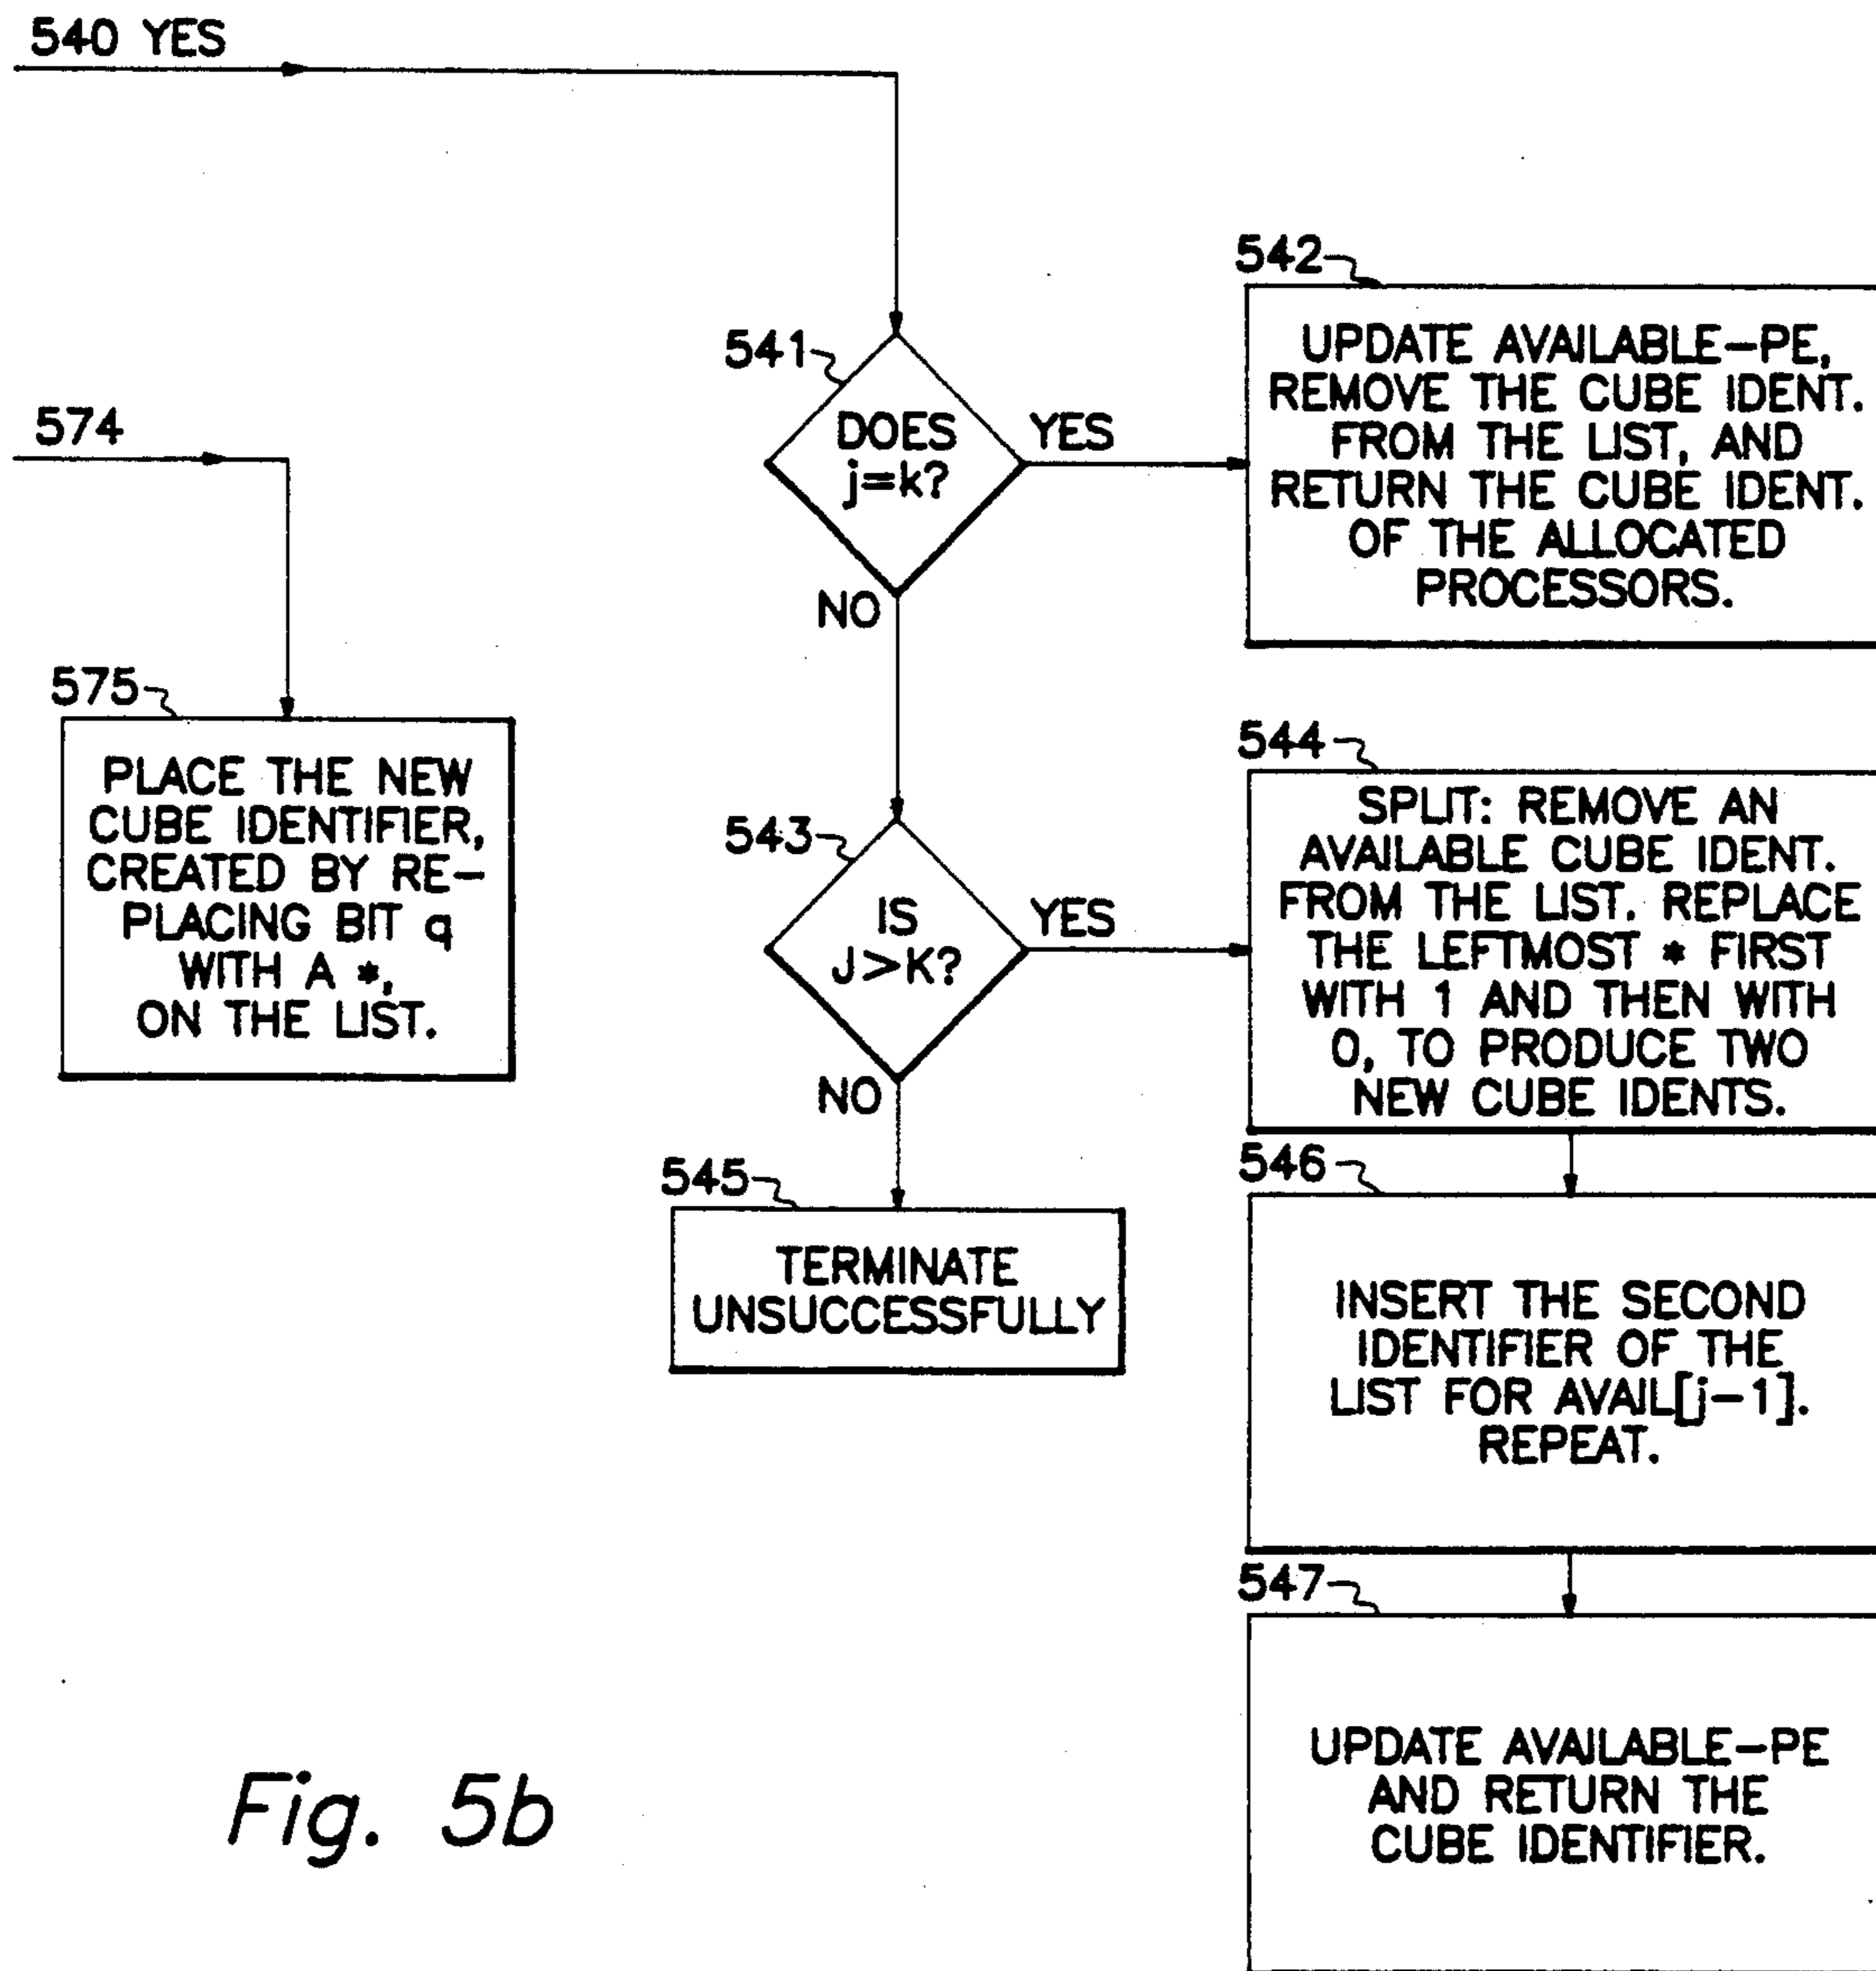 540 YES
541
DOES
j=k?
YES
NO
542
UPDATE AVAILABLE-PE,
REMOVE THE CUBE IDENT.
FROM THE LIST, AND
RETURN THE CUBE IDENT.
OF THE ALLOCATED
PROCESSORS.
574
575
PLACE THE NEW
CUBE IDENTIFIER,
CREATED BY RE-
PLACING BIT q
WITH A *,
ON THE LIST.
543
IS
J>K?
YES
NO
544
SPLIT: REMOVE AN
AVAILABLE CUBE IDENT.
FROM THE LIST. REPLACE
THE LEFTMOST * FIRST
WITH 1 AND THEN WITH
0, TO PRODUCE TWO
NEW CUBE IDENTS.
545
TERMINATE
UNSUCCESSFULLY
546
INSERT THE SECOND
IDENTIFIER OF THE
LIST FOR AVAIL[j-1].
REPEAT.
547
UPDATE AVAILABLE-PE
AND RETURN THE
CUBE IDENTIFIER.
Fig. 5b